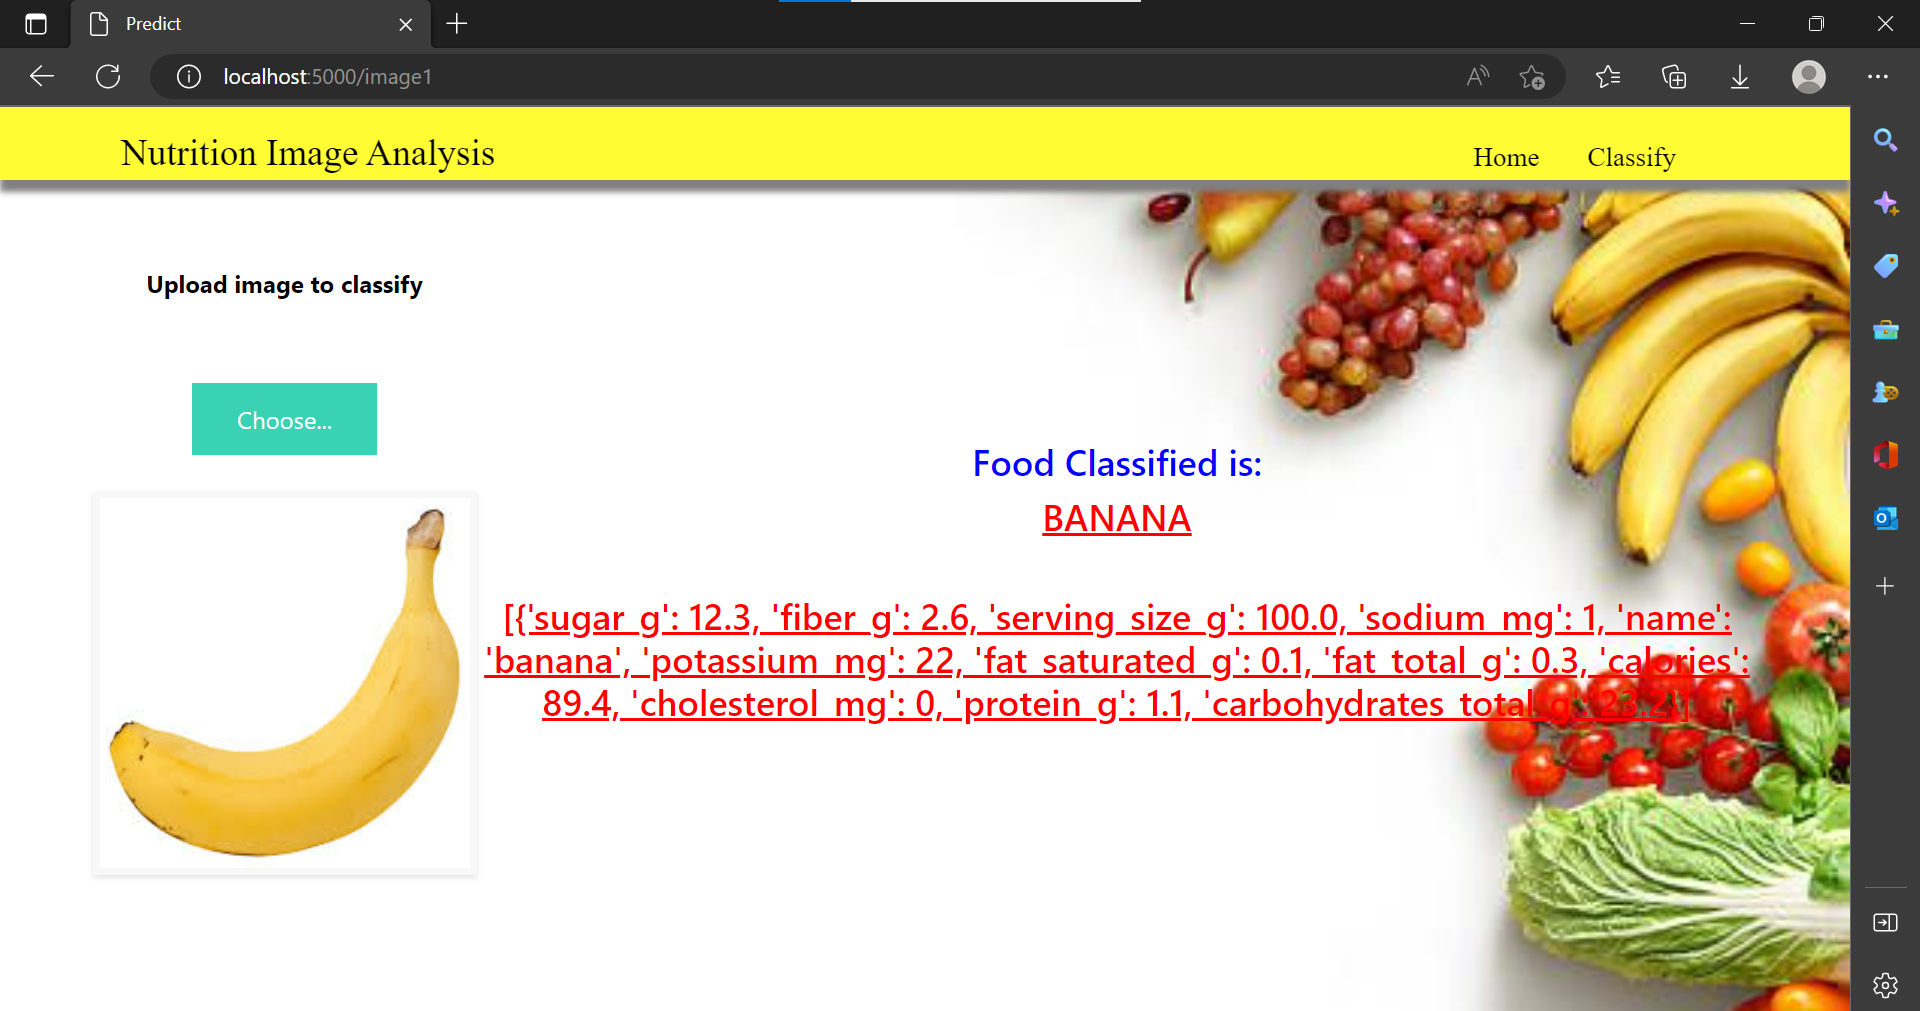 Predict
localhost:5000/image1
Nutrition Image Analysis
Home Classify
Upload image to classify
Choose...
Food Classified is:
BANANA
[{'sugar_g': 12.3, 'fiber_g': 2.6, 'serving_size_g': 100.0, 'sodium_mg': 1, 'name':
'banana', 'potassium_mg': 22, 'fat_saturated_g': 0.1, 'fat_total_g': 0.3, 'calories':
89.4, 'cholesterol_mg': 0, 'protein_g': 1.1, 'carbohydrates_total_g': 23.2}]